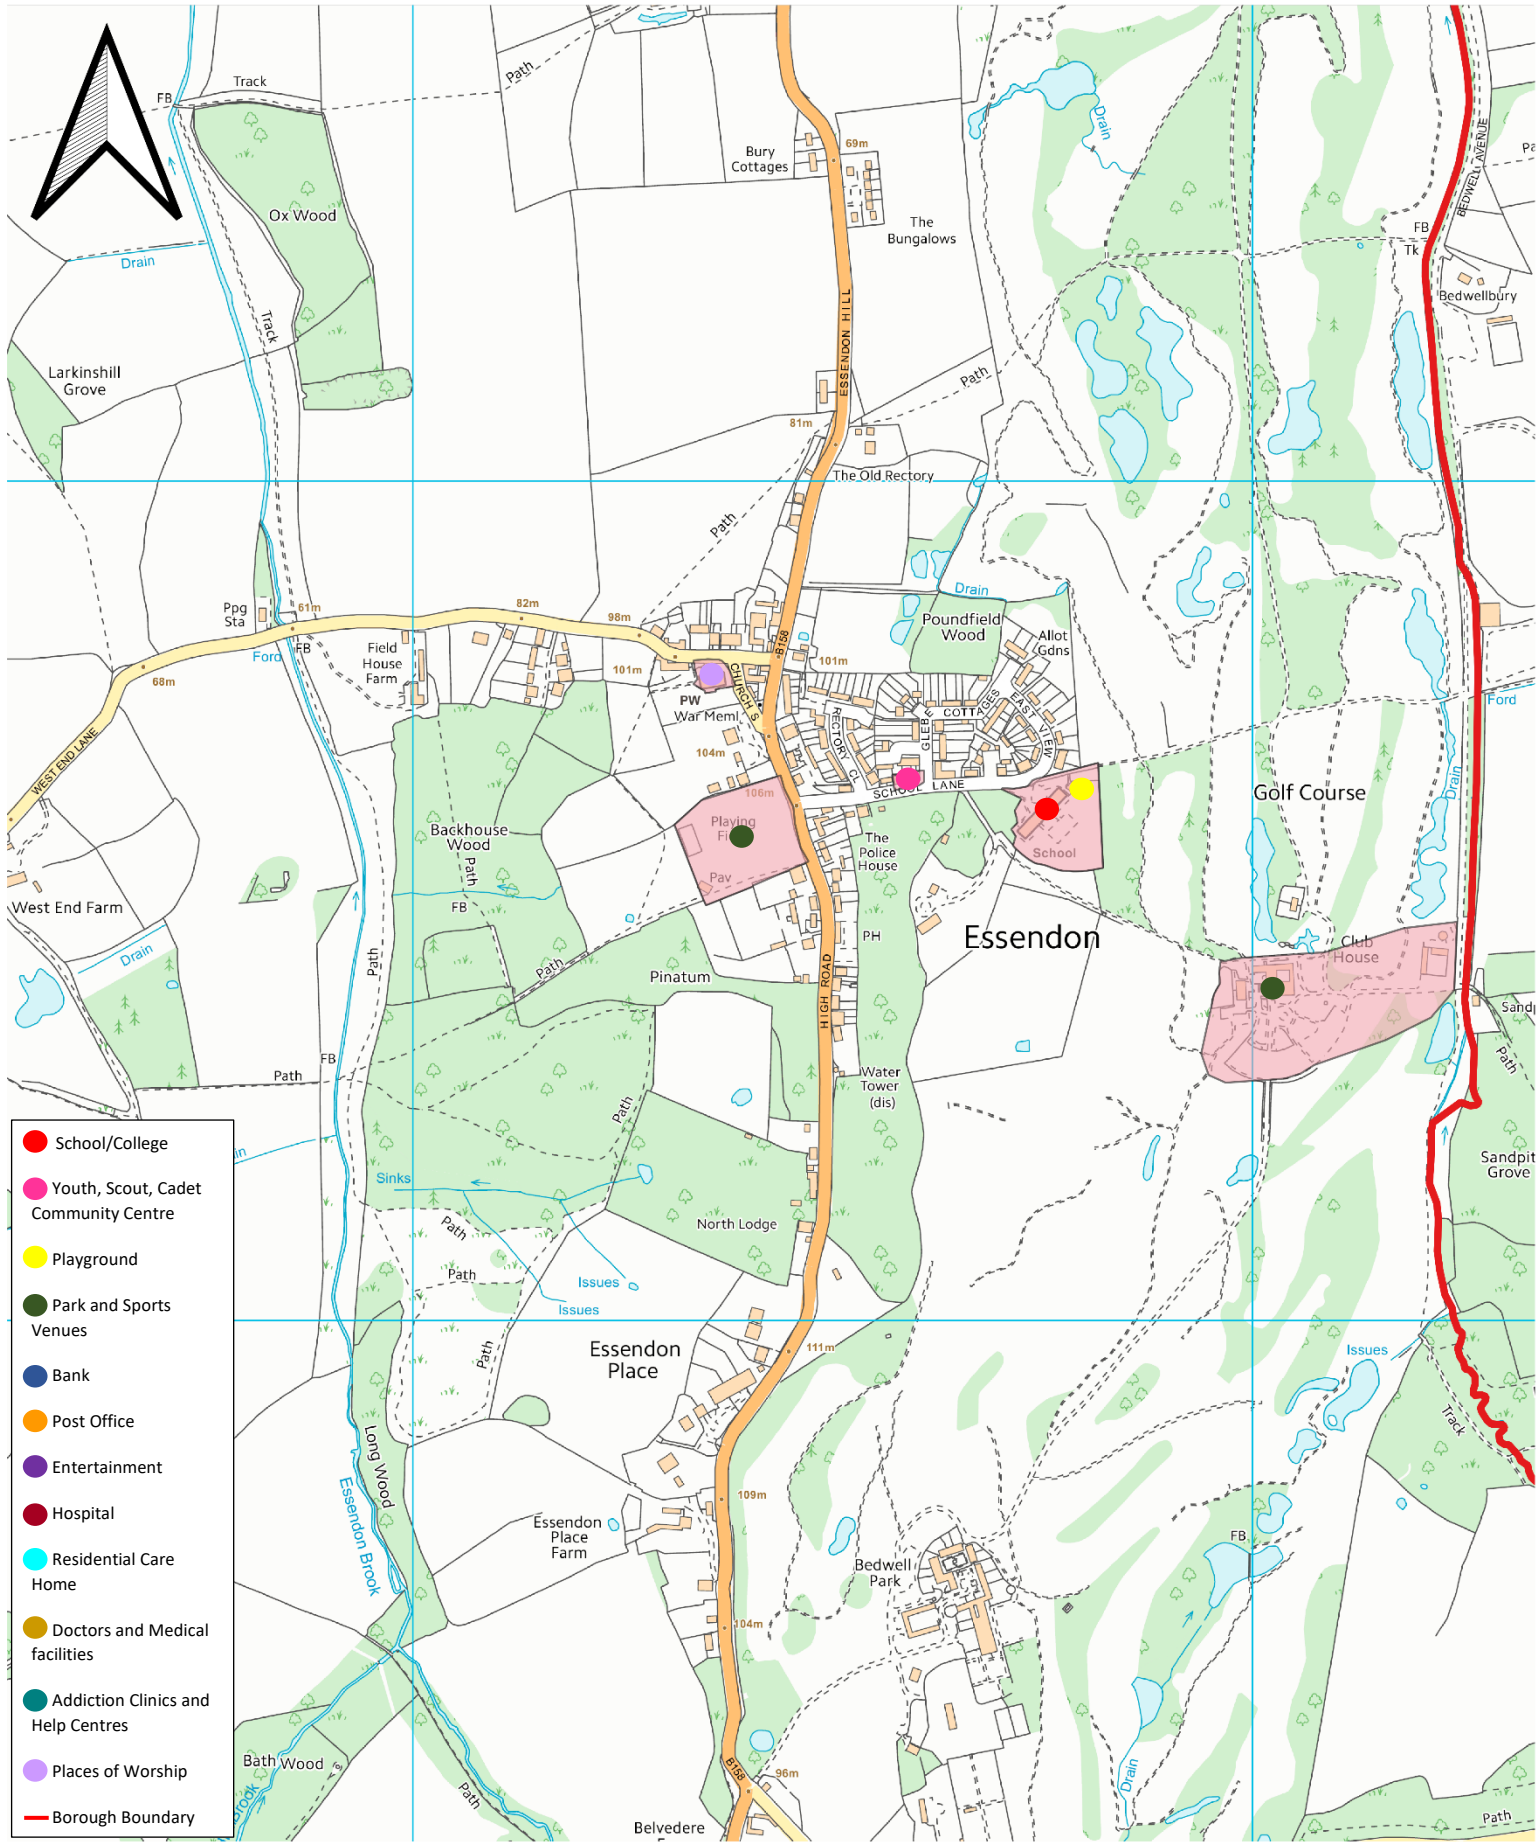 Track
FB
69m
Bury
Cottages
Drain
BEDWELL AVENUE
Ox Wood
The
Bungalows
FB
Tk
Drain
Bedwellbury
Track
ESSENDON HILL
Larkinshill
Grove
Path
Path
81m
The Old Rectory
Path
Drain
Ppg
Sta
61m
82m
98m
Poundfield
Wood
Allot
Gdns
B158
FB
Ford
Field
House
Farm
101m
101m
68m
PW
CHURCH S
War Meml
GLEBE
COTTAGES
EAST VIEW
Ford
RECTORY CL
WEST END LANE
104m
106m
SCHOOL LANE
Golf Course
Drain
Backhouse
Wood
Playing
Fi
The
Police
House
School
Path
Pav
FB
West End Farm
PH
Essendon
Drain
Path
Path
Pinatum
Club
House
HIGH ROAD
Sandp
Path
FB
Path
Water
Tower
(dis)
Path
Sandpit
Grove
in
Sinks
North Lodge
Path
Path
Issues
Issues
Essendon
Place
111m
Path
Issues
Track
Long Wood
Essendon Brook
109m
Essendon
Place
Farm
FB
Bedwell
Park
104m
Bath Wood
Brook
Path
B158
96m
Drain
Belvedere
Path
School/College
Youth, Scout, Cadet
Community Centre
Playground
Park and Sports
Venues
Bank
Post Office
Entertainment
Hospital
Residential Care
Home
Doctors and Medical
facilities
Addiction Clinics and
Help Centres
Places of Worship
Borough Boundary